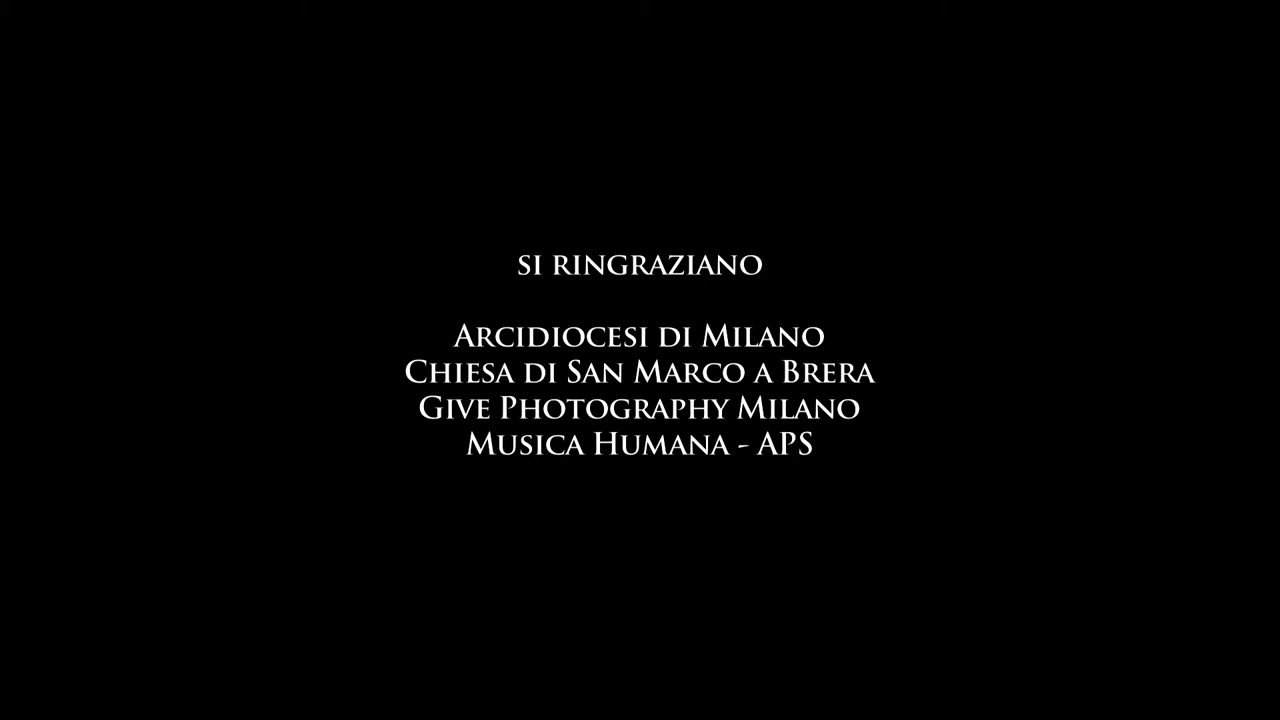 SI RINGRAZIANO
ARCIDIOCESI DI MILANO
CHIESA DI SAN MARCO A BRERA
GIVE PHOTOGRAPHY MILANO
MUSICA HUMANA - APS